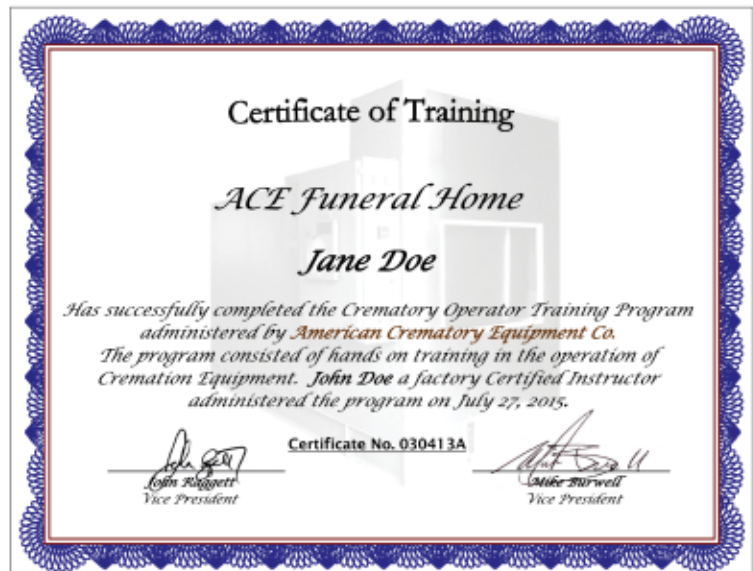 Certificate of Training
ACE Funeral Home
Jane Doe
Has successfully completed the Crematory Operator Training Program
administered by American Crematory Equipment Co.
The program consisted of hands on training in the operation of
Cremation Equipment. John Doe a factory Certified Instructor
administered the program on July 27, 2015.
Certificate No. 030413A
John Raggett
Vice President
Mike Burwell
Vice President